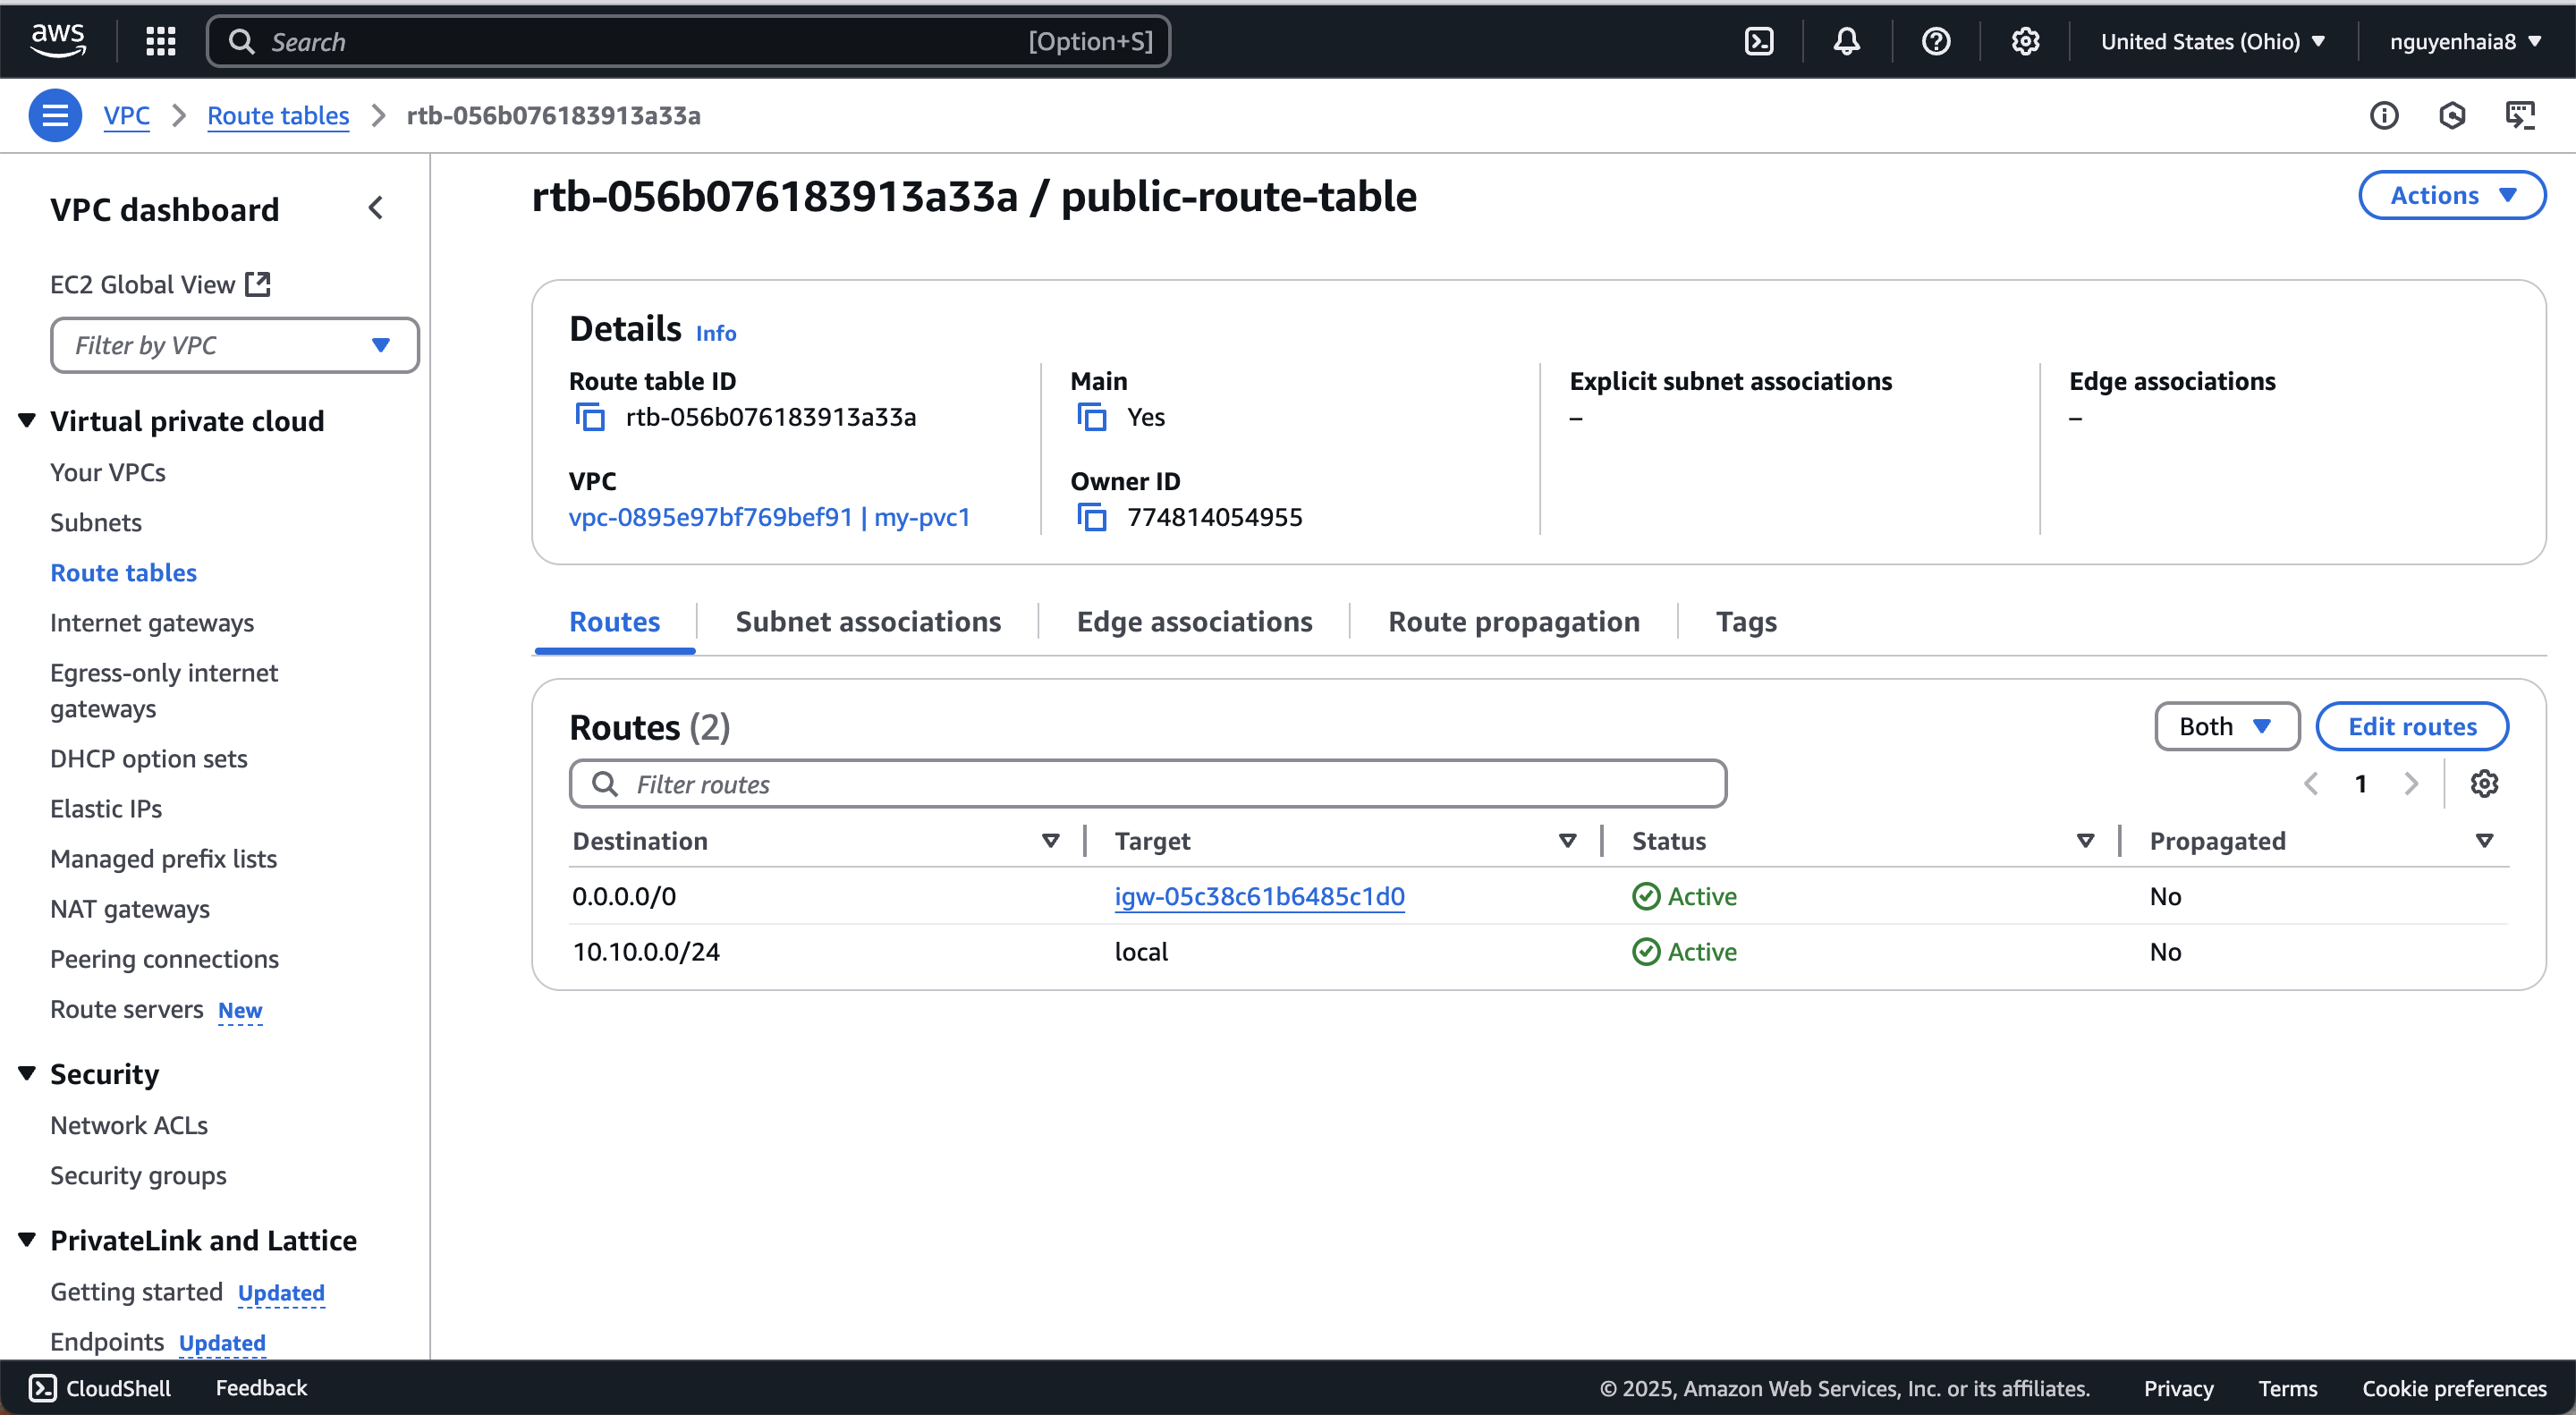 aws
Search [Option+S]
United States (Ohio)
nguyenhaia8
VPC
Route tables
rtb-056b076183913a33a
VPC dashboard
EC2 Global View
Filter by VPC
Virtual private cloud
Your VPCs
Subnets
Route tables
Internet gateways
Egress-only internet
gateways
DHCP option sets
Elastic IPs
Managed prefix lists
NAT gateways
Peering connections
Route servers New
Security
Network ACLs
Security groups
PrivateLink and Lattice
Getting started Updated
Endpoints Updated
rtb-056b076183913a33a / public-route-table
Actions
Details Info
Route table ID
rtb-056b076183913a33a
Main
Yes
Explicit subnet associations
–
Edge associations
–
VPC
vpc-0895e97bf769bef91 | my-pvc1
Owner ID
774814054955
Routes
Subnet associations
Edge associations
Route propagation
Tags
Routes (2)
Both
Edit routes
Filter routes
1
Destination Target Status Propagated
0.0.0.0/0 igw-05c38c61b6485c1d0 Active No
10.10.0.0/24 local Active No
CloudShell
Feedback
© 2025, Amazon Web Services, Inc. or its affiliates.
Privacy
Terms
Cookie preferences